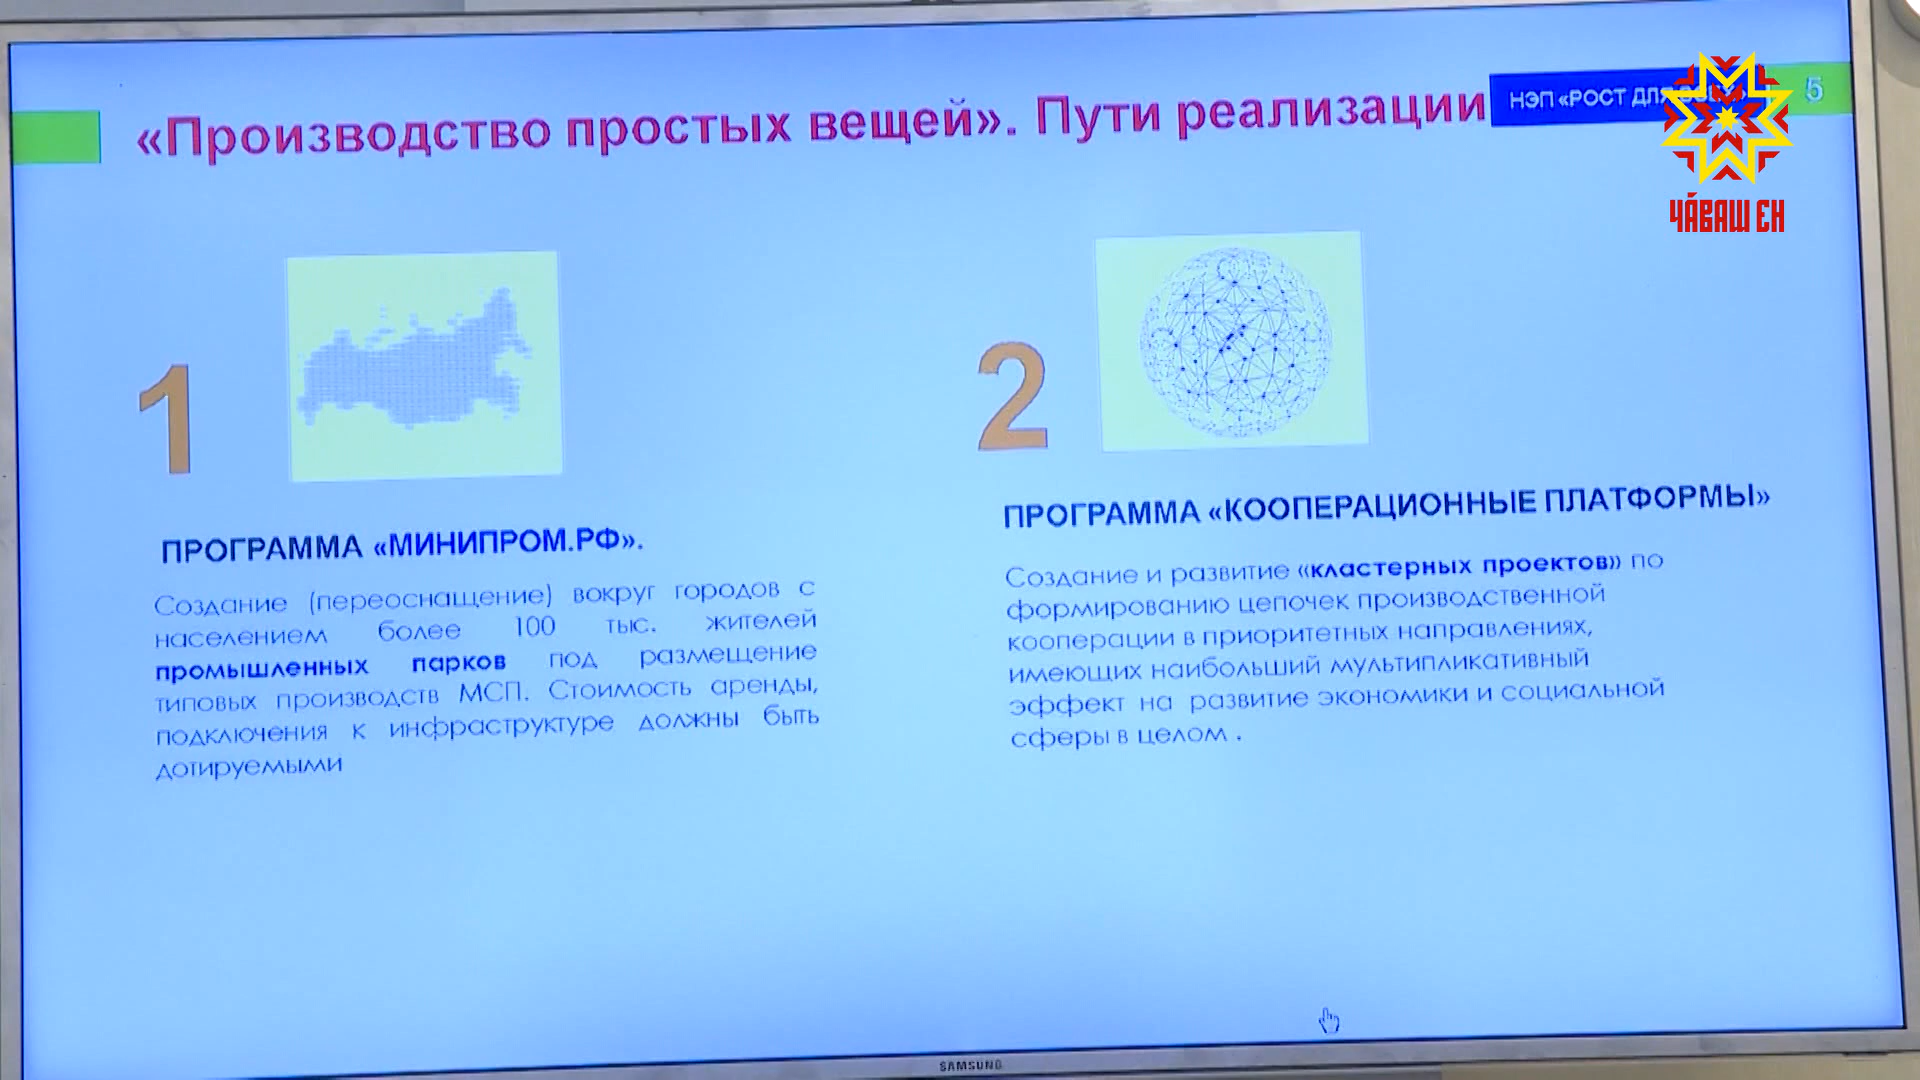 «Производство простых вещей». Пути реализации
НЭП «РОСТ ДЛЯ
5
ЧӐВАШ ЕН
1
2
ПРОГРАММА «МИНИПРОМ.РФ».
Создание (переоснащение) вокруг городов с
населением более 100 тыс. жителей
промышленных парков под размещение
типовых производств МСП. Стоимость аренды,
подключения к инфраструктуре должны быть
дотируемыми
ПРОГРАММА «КООПЕРАЦИОННЫЕ ПЛАТФОРМЫ»
Создание и развитие «кластерных проектов» по
формированию цепочек производственной
кооперации в приоритетных направлениях,
имеющих наибольший мультипликативный
эффект на развитие экономики и социальной
сферы в целом .
SAMSUNG